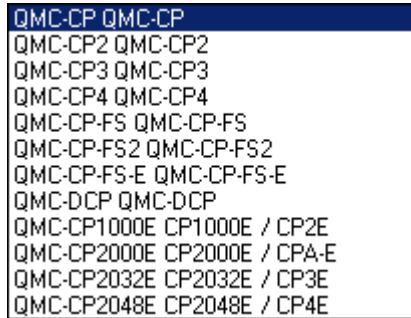 QMC-CP QMC-CP
QMC-CP2 QMC-CP2
QMC-CP3 QMC-CP3
QMC-CP4 QMC-CP4
QMC-CP-FS QMC-CP-FS
QMC-CP-FS2 QMC-CP-FS2
QMC-CP-FS-E QMC-CP-FS-E
QMC-DCP QMC-DCP
QMC-CP1000E CP1000E / CP2E
QMC-CP2000E CP2000E / CPA-E
QMC-CP2032E CP2032E / CP3E
QMC-CP2048E CP2048E / CP4E